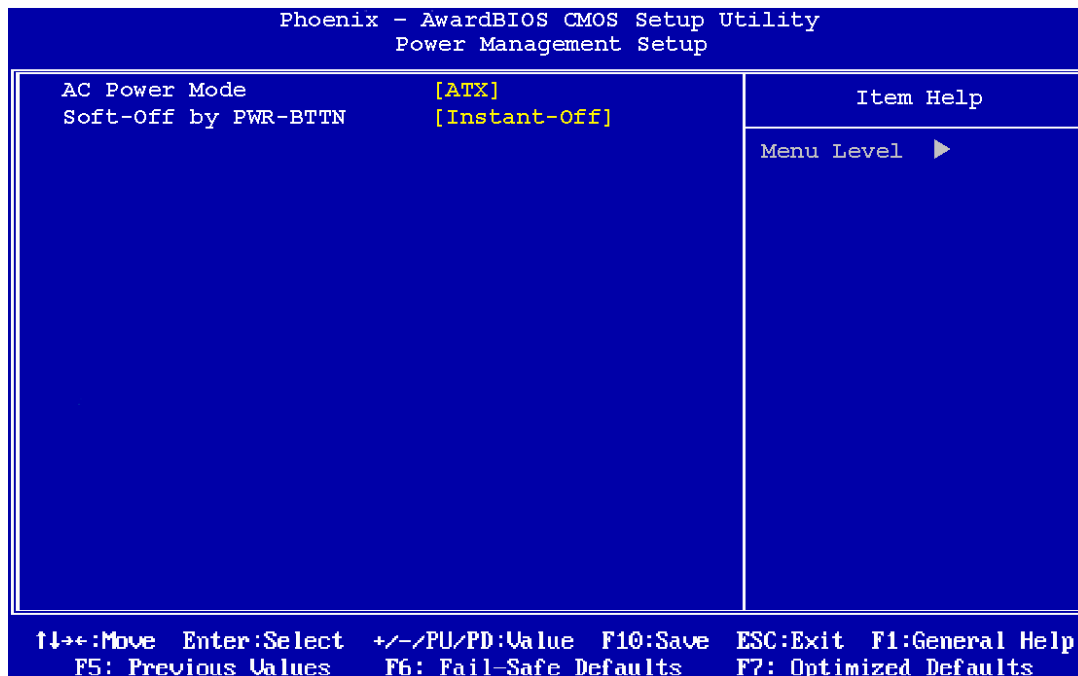 Phoenix - AwardBIOS CMOS Setup Utility
Power Management Setup
AC Power Mode [ATX]
Soft-Off by PWR-BTTN [Instant-Off]
Item Help
Menu Level ▶
↑↓→←:Move Enter:Select +/-/PU/PD:Value F10:Save ESC:Exit F1:General Help
F5: Previous Values F6: Fail-Safe Defaults F7: Optimized Defaults